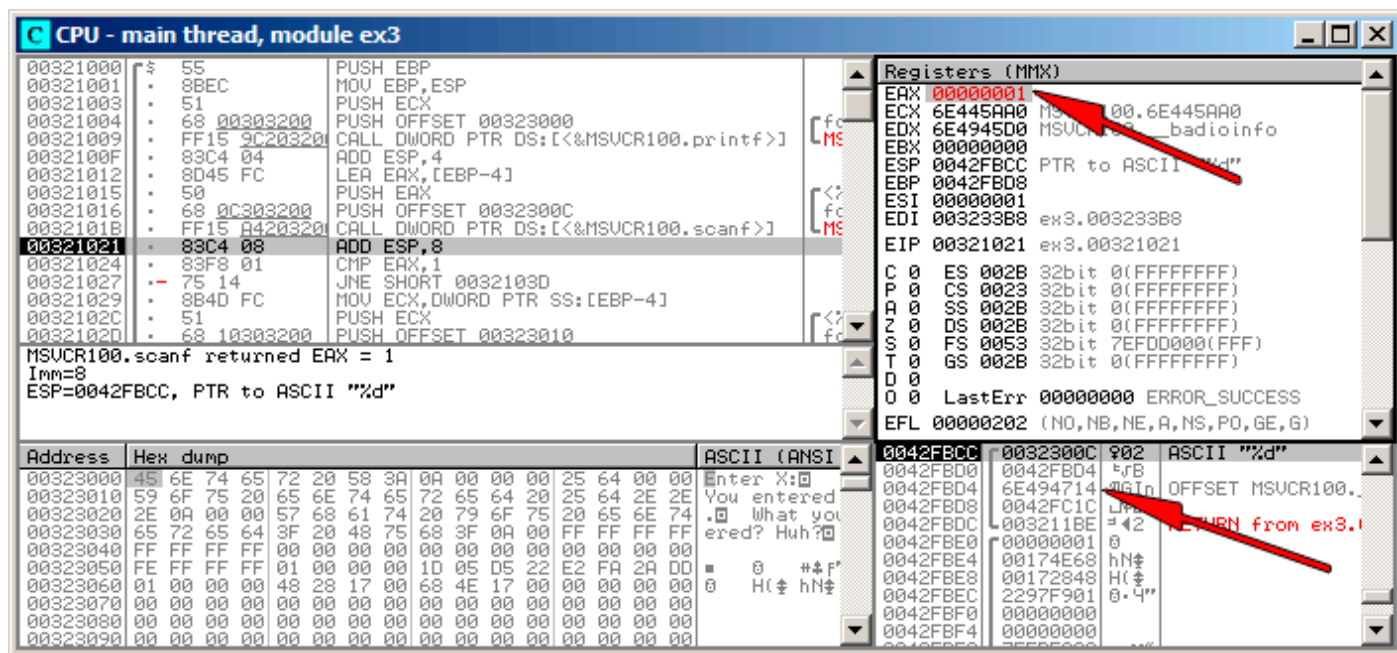 C CPU - main thread, module ex3
00321000 $ 55 PUSH EBP
00321001 . 8BEC MOV EBP,ESP
00321003 . 51 PUSH ECX
00321004 . 68 00303200 PUSH OFFSET 00323000
00321009 . FF15 9C203200 CALL DWORD PTR DS:[<&MSVCR100.printf>]
0032100F . 83C4 04 ADD ESP,4
00321012 . 8D45 FC LEA EAX,[EBP-4]
00321015 . 50 PUSH EAX
00321016 . 68 0C303200 PUSH OFFSET 0032300C
0032101B . FF15 A4203200 CALL DWORD PTR DS:[<&MSVCR100.scanf>]
00321021 . 83C4 08 ADD ESP,8
00321024 . 83F8 01 CMP EAX,1
00321027 .- 75 14 JNE SHORT 0032103D
00321029 . 8B4D FC MOV ECX,DWORD PTR SS:[EBP-4]
0032102C . 51 PUSH ECX
0032102D . 68 10303200 PUSH OFFSET 00323010
MSVCR100.scanf returned EAX = 1
Imm=8
ESP=0042FBCC, PTR to ASCII "%d"
Registers (MMX)
EAX 00000001
ECX 6E445AA0 100.6E445AA0
EDX 6E4945D0 __badioinfo
EBX 00000000
ESP 0042FBCC PTR to ASCII "%d"
EBP 0042FBD8
ESI 00000001
EDI 003233B8 ex3.003233B8
EIP 00321021 ex3.00321021
C 0 ES 002B 32bit 0(FFFFFFFF)
P 0 CS 0023 32bit 0(FFFFFFFF)
A 0 SS 002B 32bit 0(FFFFFFFF)
Z 0 DS 002B 32bit 0(FFFFFFFF)
S 0 FS 0053 32bit 7EFDD000(FFF)
T 0 GS 002B 32bit 0(FFFFFFFF)
D 0
O 0 LastErr 00000000 ERROR_SUCCESS
EFL 00000202 (NO,NB,NE,A,NS,PO,GE,G)
Address Hex dump ASCII (ANSI
00323000 45 6E 74 65 72 20 58 3A 0A 00 00 00 25 64 00 00 Enter X:
00323010 59 6F 75 20 65 6E 74 65 72 65 64 20 25 64 2E 2E You entered
00323020 2E 0A 00 00 57 68 61 74 20 79 6F 75 20 65 6E 74 . What you
00323030 65 72 65 64 3F 20 48 75 68 3F 0A 00 FF FF FF FF ered? Huh?
00323040 FF FF FF FF 00 00 00 00 00 00 00 00 00 00 00 00
00323050 FE FF FF FF 01 00 00 00 1D 05 D5 22 E2 FA 2A DD
00323060 01 00 00 00 48 28 17 00 68 4E 17 00 00 00 00 00 H( hN
00323070 00 00 00 00 00 00 00 00 00 00 00 00 00 00 00 00
00323080 00 00 00 00 00 00 00 00 00 00 00 00 00 00 00 00
00323090 00 00 00 00 00 00 00 00 00 00 00 00 00 00 00 00
0042FBCC 0032300C ASCII "%d"
0042FBD0 0042FBD4
0042FBD4 6E494714 OFFSET MSVCR100.
0042FBD8 0042FC1C
0042FBDC 003211BE RETURN from ex3.
0042FBE0 00000001
0042FBE4 00174E68 hN
0042FBE8 00172848 H(
0042FBEC 2297F901
0042FBF0 00000000
0042FBF4 00000000